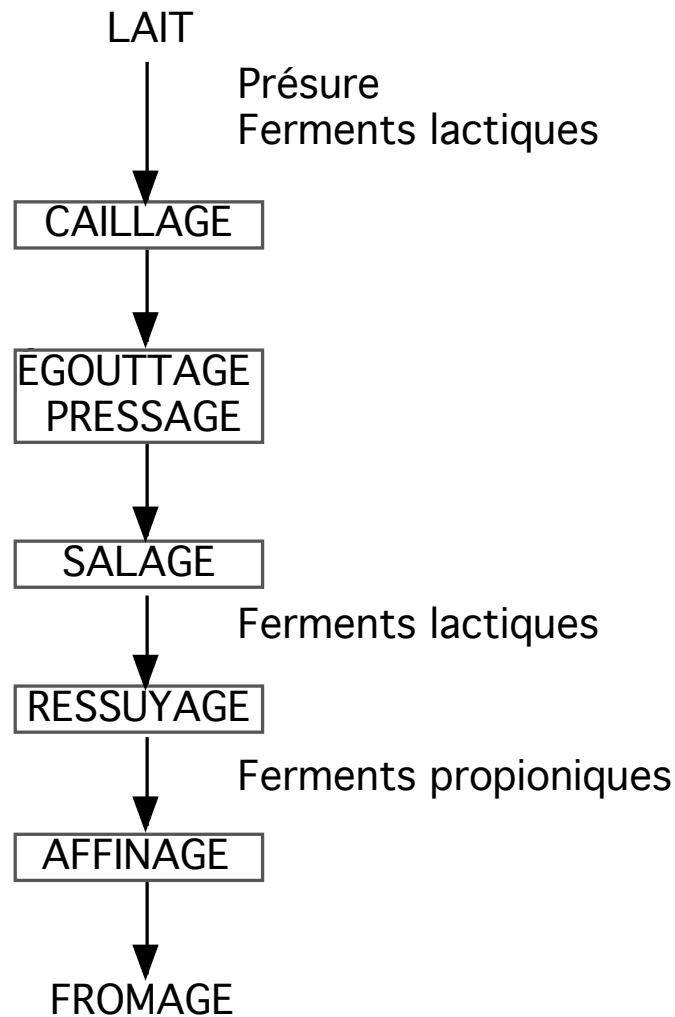 LAIT
Présure
Ferments lactiques
CAILLAGE
ÉGOUTTAGE
PRESSAGE
SALAGE
Ferments lactiques
RESSUYAGE
Ferments propioniques
AFFINAGE
FROMAGE